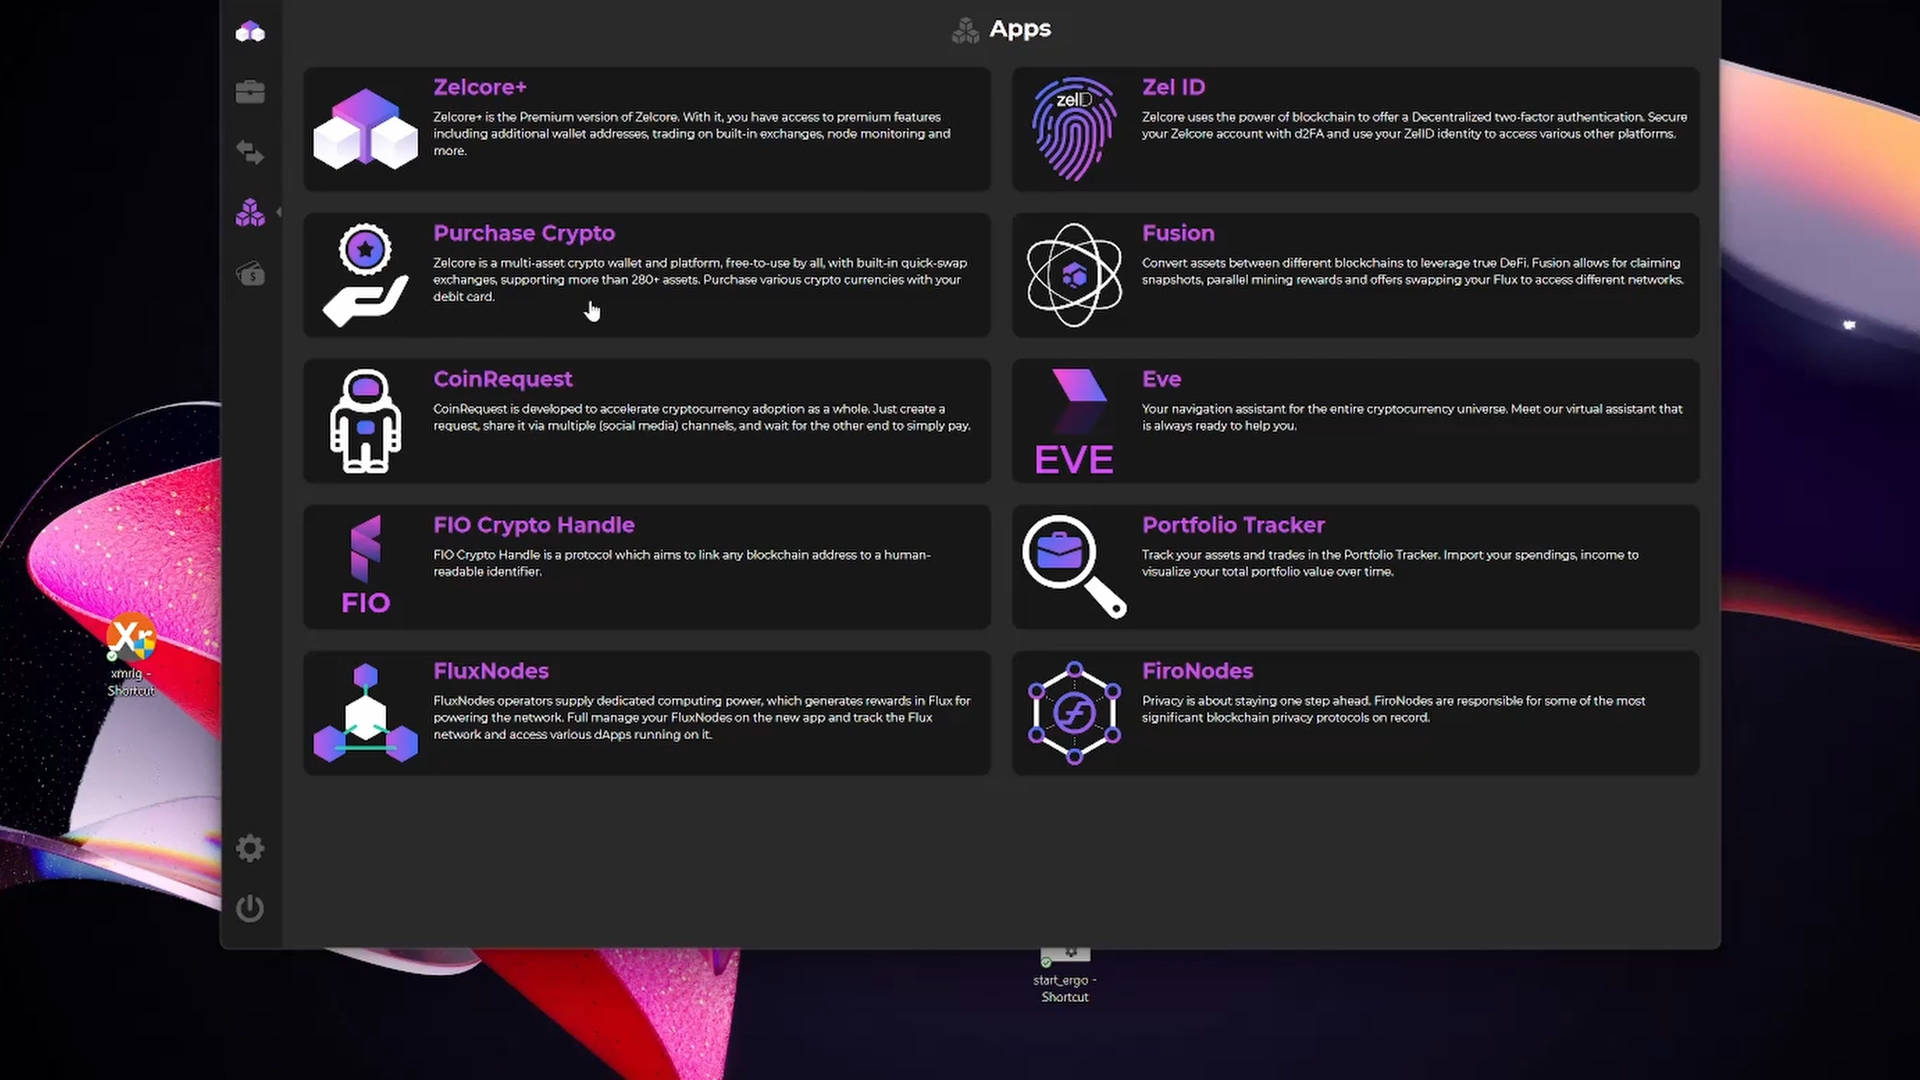 Apps
Zelcore+
Zelcore+ is the Premium version of Zelcore. With it, you have access to premium features
including additional wallet addresses, trading on built-in exchanges, node monitoring and
more.
zelID
Zel ID
Zelcore uses the power of blockchain to offer a Decentralized two-factor authentication. Secure
your Zelcore account with d2FA and use your ZelID identity to access various other platforms.
Purchase Crypto
Zelcore is a multi-asset crypto wallet and platform, free-to-use by all, with built-in quick-swap
exchanges, supporting more than 280+ assets. Purchase various crypto currencies with your
debit card.
Fusion
Convert assets between different blockchains to leverage true DeFi. Fusion allows for claiming
snapshots, parallel mining rewards and offers swapping your Flux to access different networks.
CoinRequest
CoinRequest is developed to accelerate cryptocurrency adoption as a whole. Just create a
request, share it via multiple (social media) channels, and wait for the other end to simply pay.
EVE
Eve
Your navigation assistant for the entire cryptocurrency universe. Meet our virtual assistant that
is always ready to help you.
FIO
FIO Crypto Handle
FIO Crypto Handle is a protocol which aims to link any blockchain address to a human-
readable identifier.
Portfolio Tracker
Track your assets and trades in the Portfolio Tracker. Import your spendings, income to
visualize your total portfolio value over time.
FluxNodes
FluxNodes operators supply dedicated computing power, which generates rewards in Flux for
powering the network. Full manage your FluxNodes on the new app and track the Flux
network and access various dApps running on it.
FiroNodes
Privacy is about staying one step ahead. FiroNodes are responsible for some of the most
significant blockchain privacy protocols on record.
Xr
xmrig -
Shortcut
start_ergo -
Shortcut